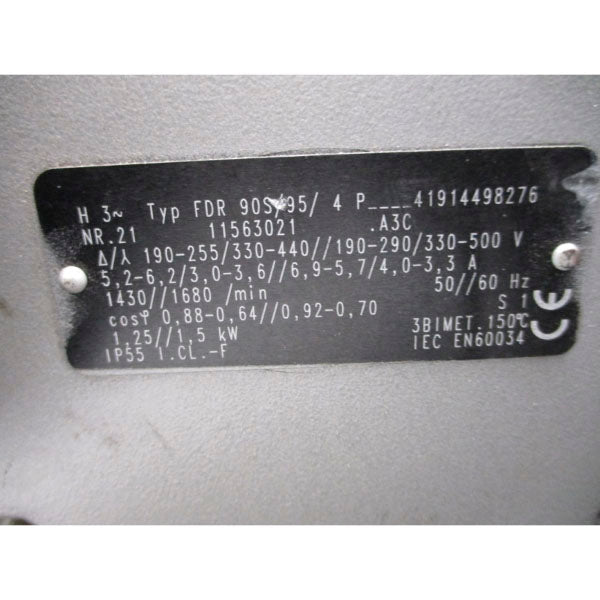 H 3~ Typ FDR 90S/95/ 4 P____41914498276
NR.21 11563021 .A3C
Δ/⅄ 190-255/330-440//190-290/330-500 V
5,2-6,2/3,0-3,6//6,9-5,7/4,0-3,3 A
1430//1680 /min 50//60 Hz
cosφ 0,88-0,64//0,92-0,70 S 1
1,25//1,5 kW 3BIMET.150°C
IP55 I.CL.-F IEC EN60034
CE